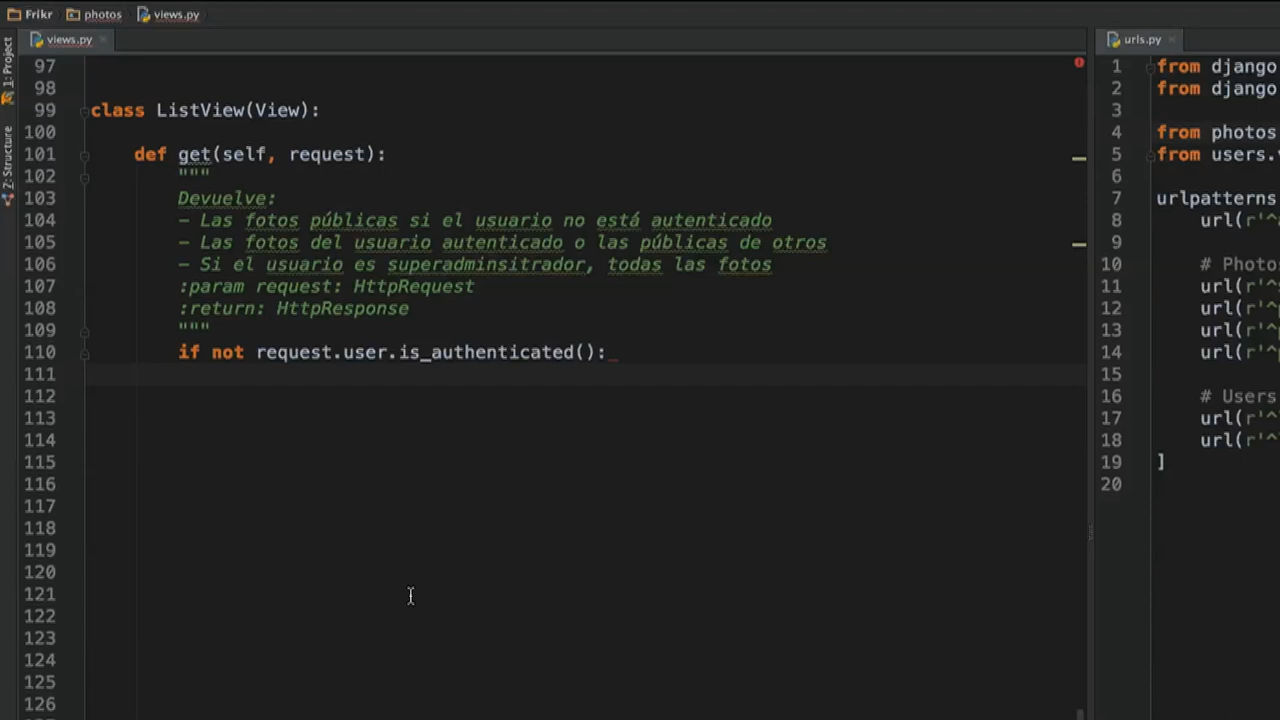 Frikr photos views.py
views.py
urls.py
1: Project
7: Structure
97
98
99 class ListView(View):
100
101 def get(self, request):
102 """
103 Devuelve:
104 - Las fotos públicas si el usuario no está autenticado
105 - Las fotos del usuario autenticado o las públicas de otros
106 - Si el usuario es superadminsitrador, todas las fotos
107 :param request: HttpRequest
108 :return: HttpResponse
109 """
110 if not request.user.is_authenticated():
111
112
113
114
115
116
117
118
119
120
121
122
123
124
125
126
1 from django
2 from django
3
4 from photos
5 from users.
6
7 urlpatterns
8 url(r'^
9
10 # Photos
11 url(r'^
12 url(r'^
13 url(r'^
14 url(r'^
15
16 # Users
17 url(r'^
18 url(r'^
19 ]
20